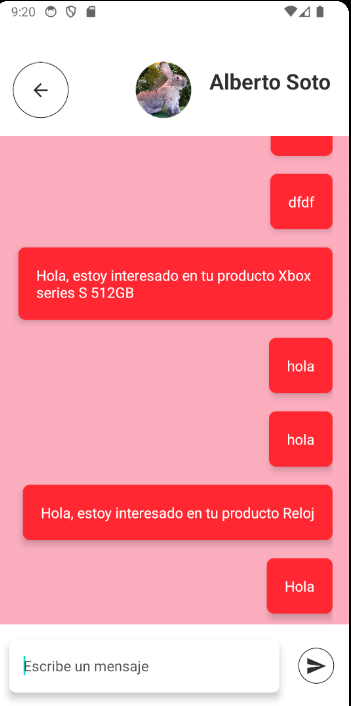 9:20
Alberto Soto
dfdf
Hola, estoy interesado en tu producto Xbox
series S 512GB
hola
hola
Hola, estoy interesado en tu producto Reloj
Hola
Escribe un mensaje